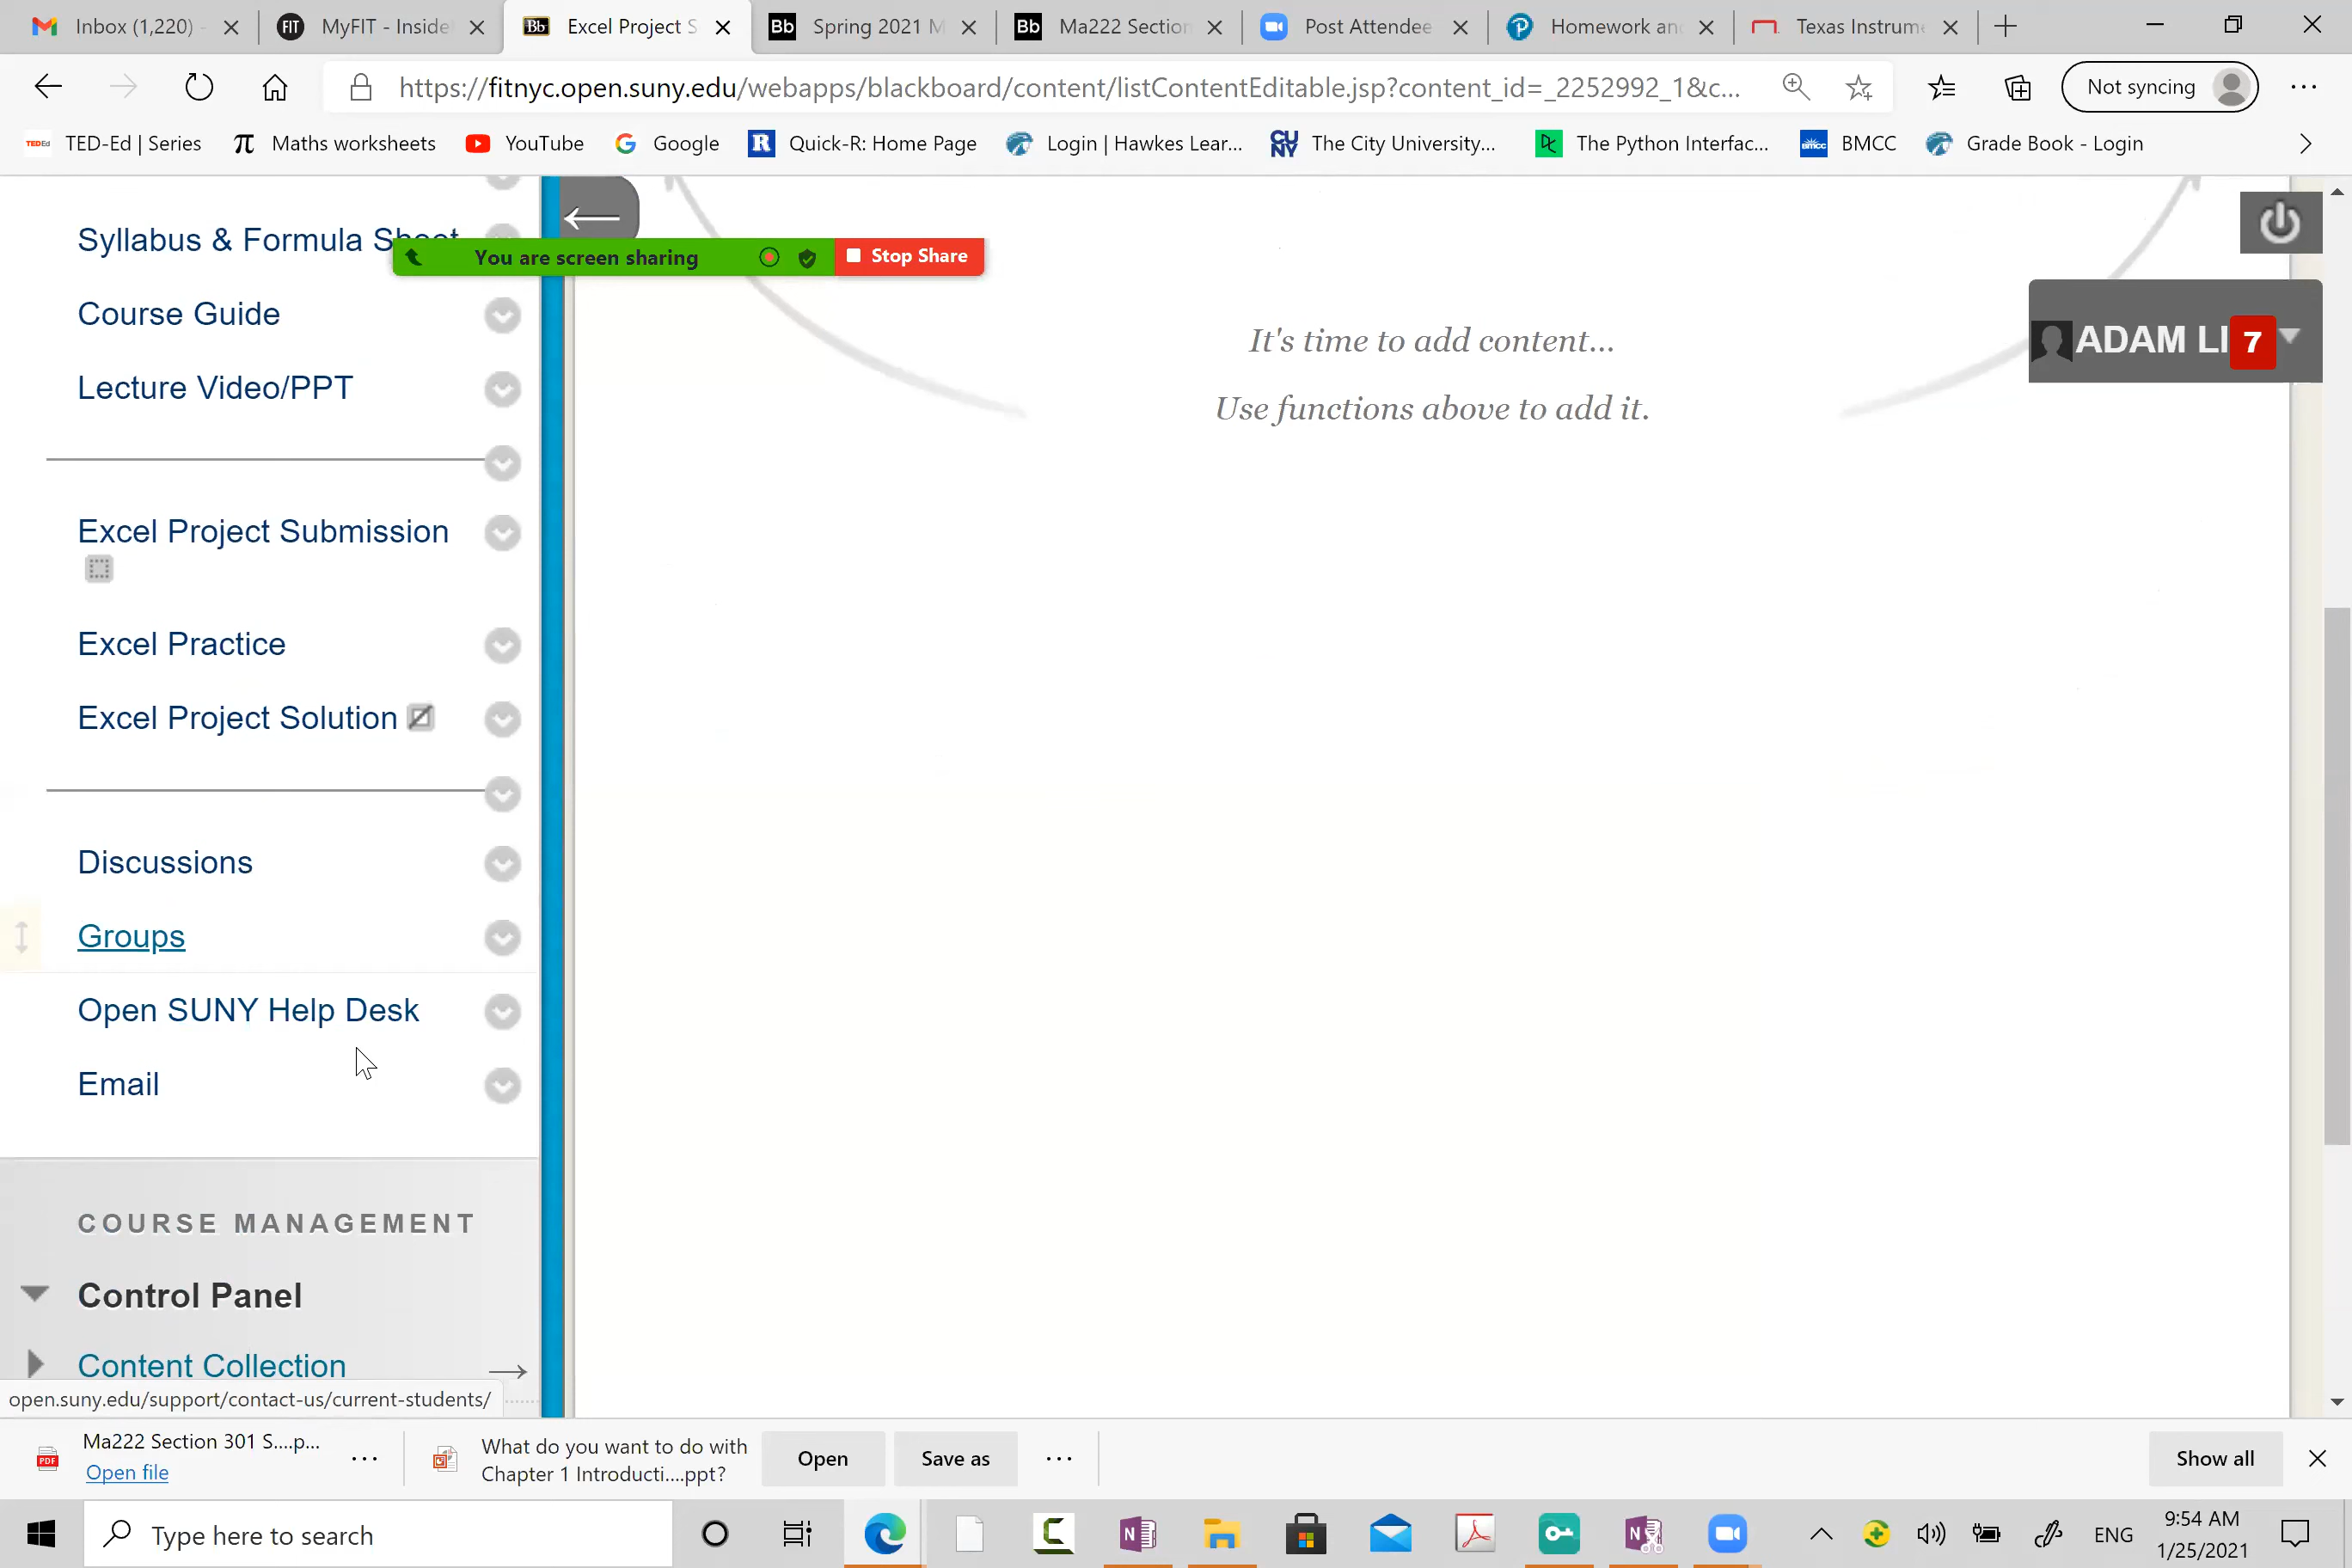 Inbox (1,220) -
MyFIT - Inside
Excel Project S
Spring 2021 M
Ma222 Section
Post Attendee
Homework and
Texas Instrume
https://fitnyc.open.suny.edu/webapps/blackboard/content/listContentEditable.jsp?content_id=_2252992_1&c...
Not syncing
TED-Ed | Series
Maths worksheets
YouTube
Google
Quick-R: Home Page
Login | Hawkes Lear...
The City University...
The Python Interfac...
BMCC
Grade Book - Login
Syllabus & Formula Sheet
You are screen sharing
Stop Share
Course Guide
Lecture Video/PPT
Excel Project Submission
Excel Practice
Excel Project Solution
Discussions
Groups
Open SUNY Help Desk
Email
COURSE MANAGEMENT
Control Panel
Content Collection
open.suny.edu/support/contact-us/current-students/
It's time to add content...
Use functions above to add it.
ADAM LI 7
Ma222 Section 301 S....p...
Open file
What do you want to do with
Chapter 1 Introducti....ppt?
Open
Save as
Show all
Type here to search
ENG
9:54 AM
1/25/2021